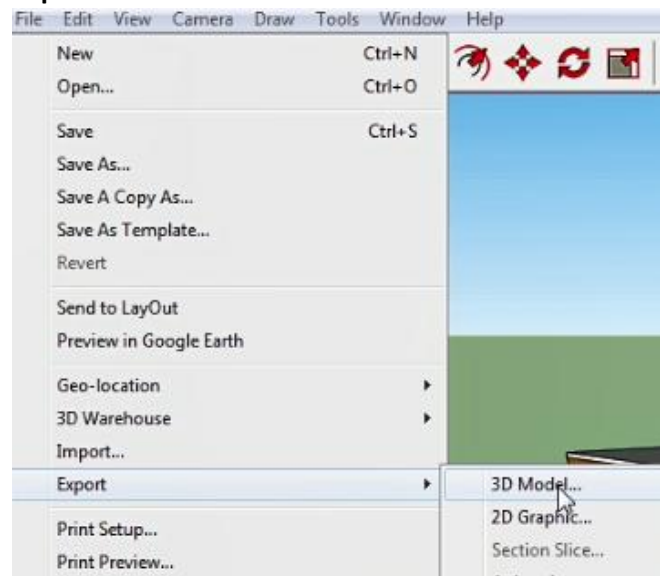 File Edit View Camera Draw Tools Window Help
New Ctrl+N
Open... Ctrl+O
Save Ctrl+S
Save As...
Save A Copy As...
Save As Template...
Revert
Send to LayOut
Preview in Google Earth
Geo-location
3D Warehouse
Import...
Export
3D Model...
2D Graphic...
Section Slice...
Print Setup...
Print Preview...